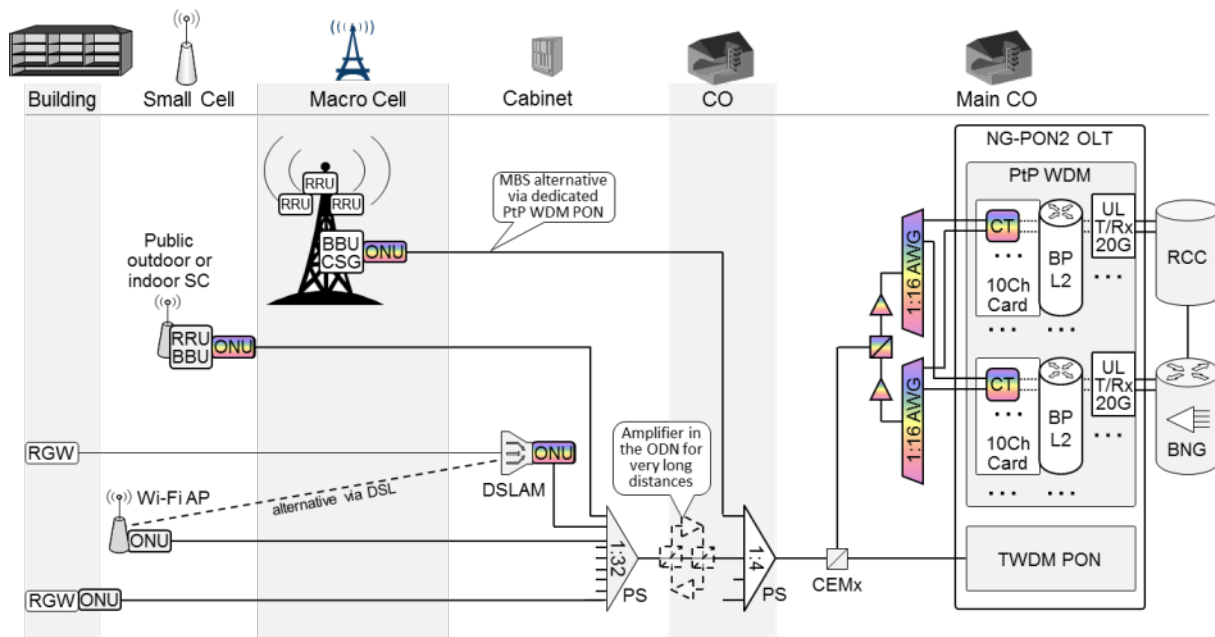 Building
Small Cell
Macro Cell
Cabinet
CO
Main CO
NG-PON2 OLT
PtP WDM
RRU
RRU
RRU
MBS alternative
via dedicated
PtP WDM PON
BBU
CSG
ONU
Public
outdoor or
indoor SC
RRU
BBU
ONU
1:16 AWG
CT
...
10Ch
Card
... ...
BP
L2
UL
T/Rx
20G
...
RCC
1:16 AWG
CT
...
10Ch
Card
... ...
BP
L2
UL
T/Rx
20G
...
BNG
RGW
ONU
DSLAM
Amplifier in
the ODN for
very long
distances
Wi-Fi AP
alternative via DSL
ONU
RGW
ONU
1:32
PS
1:4
PS
CEMx
TWDM PON